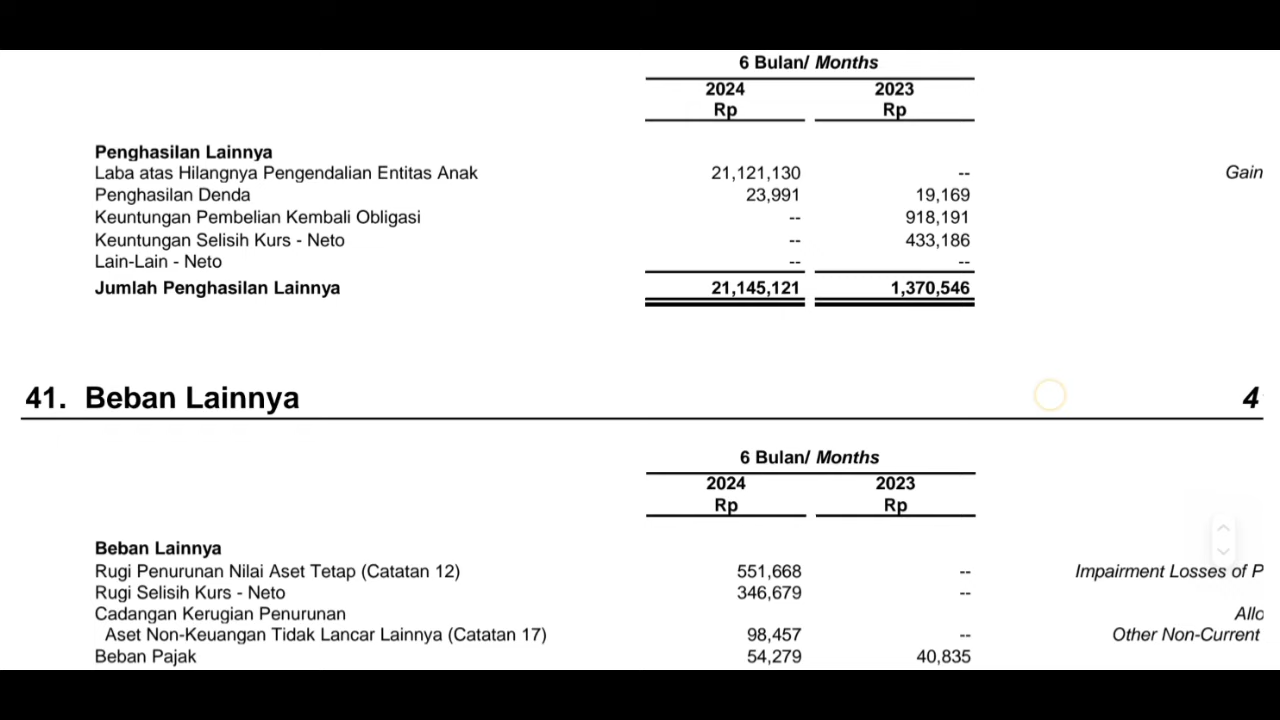 6 Bulan/ Months
2024 2023
Rp Rp
Penghasilan Lainnya
Laba atas Hilangnya Pengendalian Entitas Anak 21,121,130 -- Gain
Penghasilan Denda 23,991 19,169
Keuntungan Pembelian Kembali Obligasi -- 918,191
Keuntungan Selisih Kurs - Neto -- 433,186
Lain-Lain - Neto -- --
Jumlah Penghasilan Lainnya 21,145,121 1,370,546
41. Beban Lainnya 4
6 Bulan/ Months
2024 2023
Rp Rp
Beban Lainnya
Rugi Penurunan Nilai Aset Tetap (Catatan 12) 551,668 -- Impairment Losses of P
Rugi Selisih Kurs - Neto 346,679 --
Cadangan Kerugian Penurunan Allo
Aset Non-Keuangan Tidak Lancar Lainnya (Catatan 17) 98,457 -- Other Non-Current
Beban Pajak 54,279 40,835